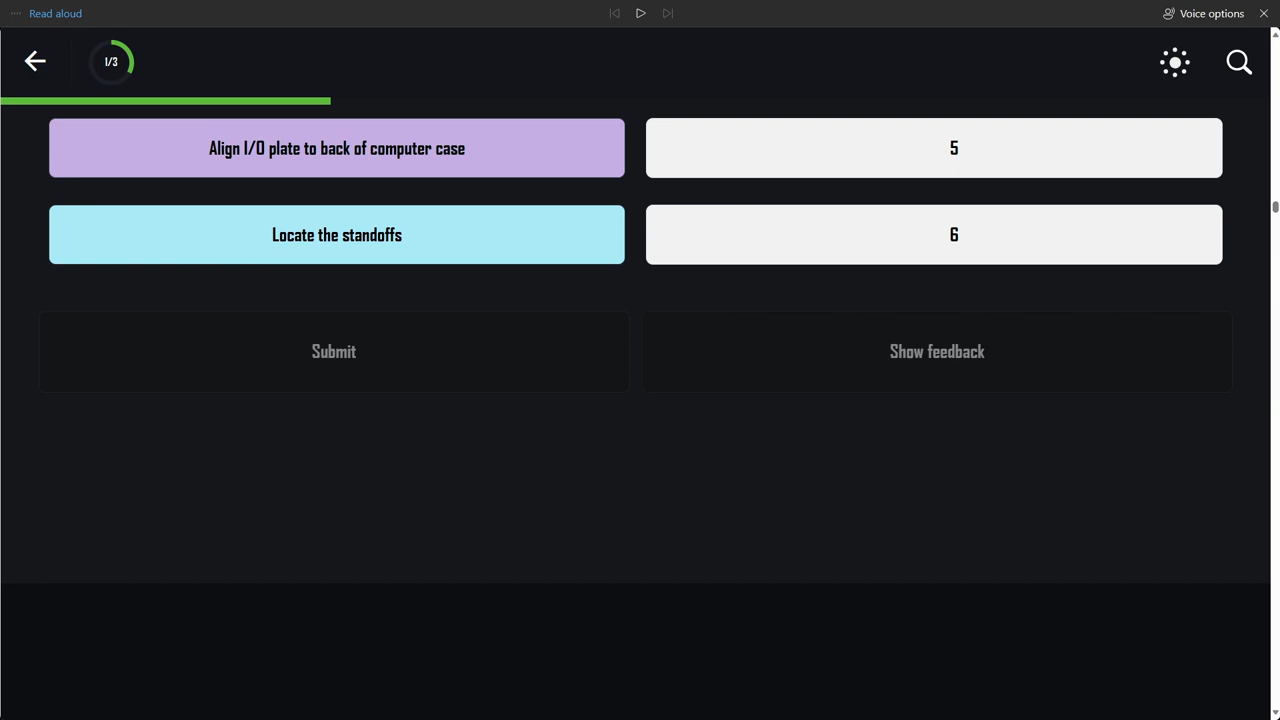 Read aloud
Voice options
1/3
Align I/O plate to back of computer case
5
Locate the standoffs
6
Submit
Show feedback